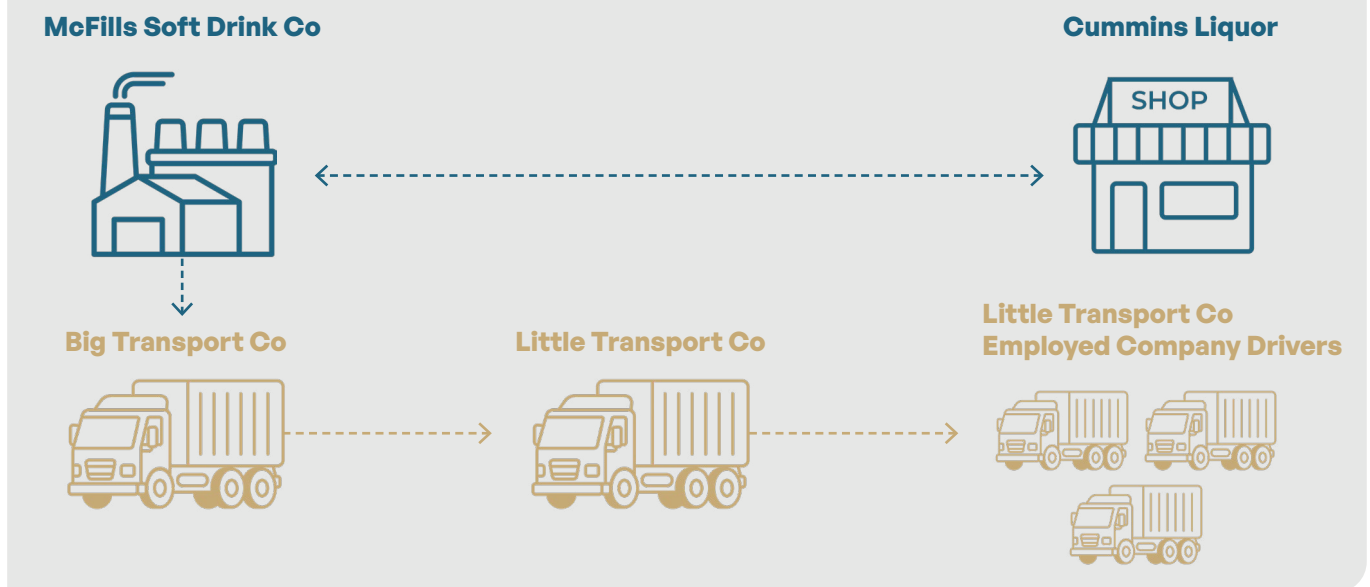 McFills Soft Drink Co
Cummins Liquor
SHOP
Big Transport Co
Little Transport Co
Little Transport Co
Employed Company Drivers